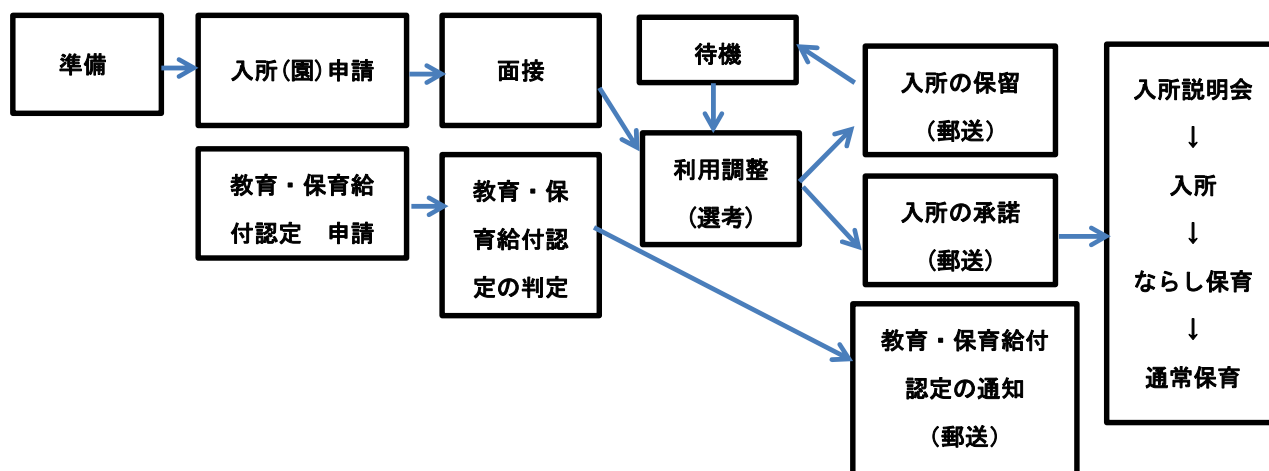 準備
入所(園)申請
面接
待機
入所の保留
(郵送)
入所説明会
↓
入所
↓
ならし保育
↓
通常保育
教育・保育給
付認定　申請
教育・保
育給付認
定の判定
利用調整
(選考)
入所の承諾
(郵送)
教育・保育給付
認定の通知
(郵送)